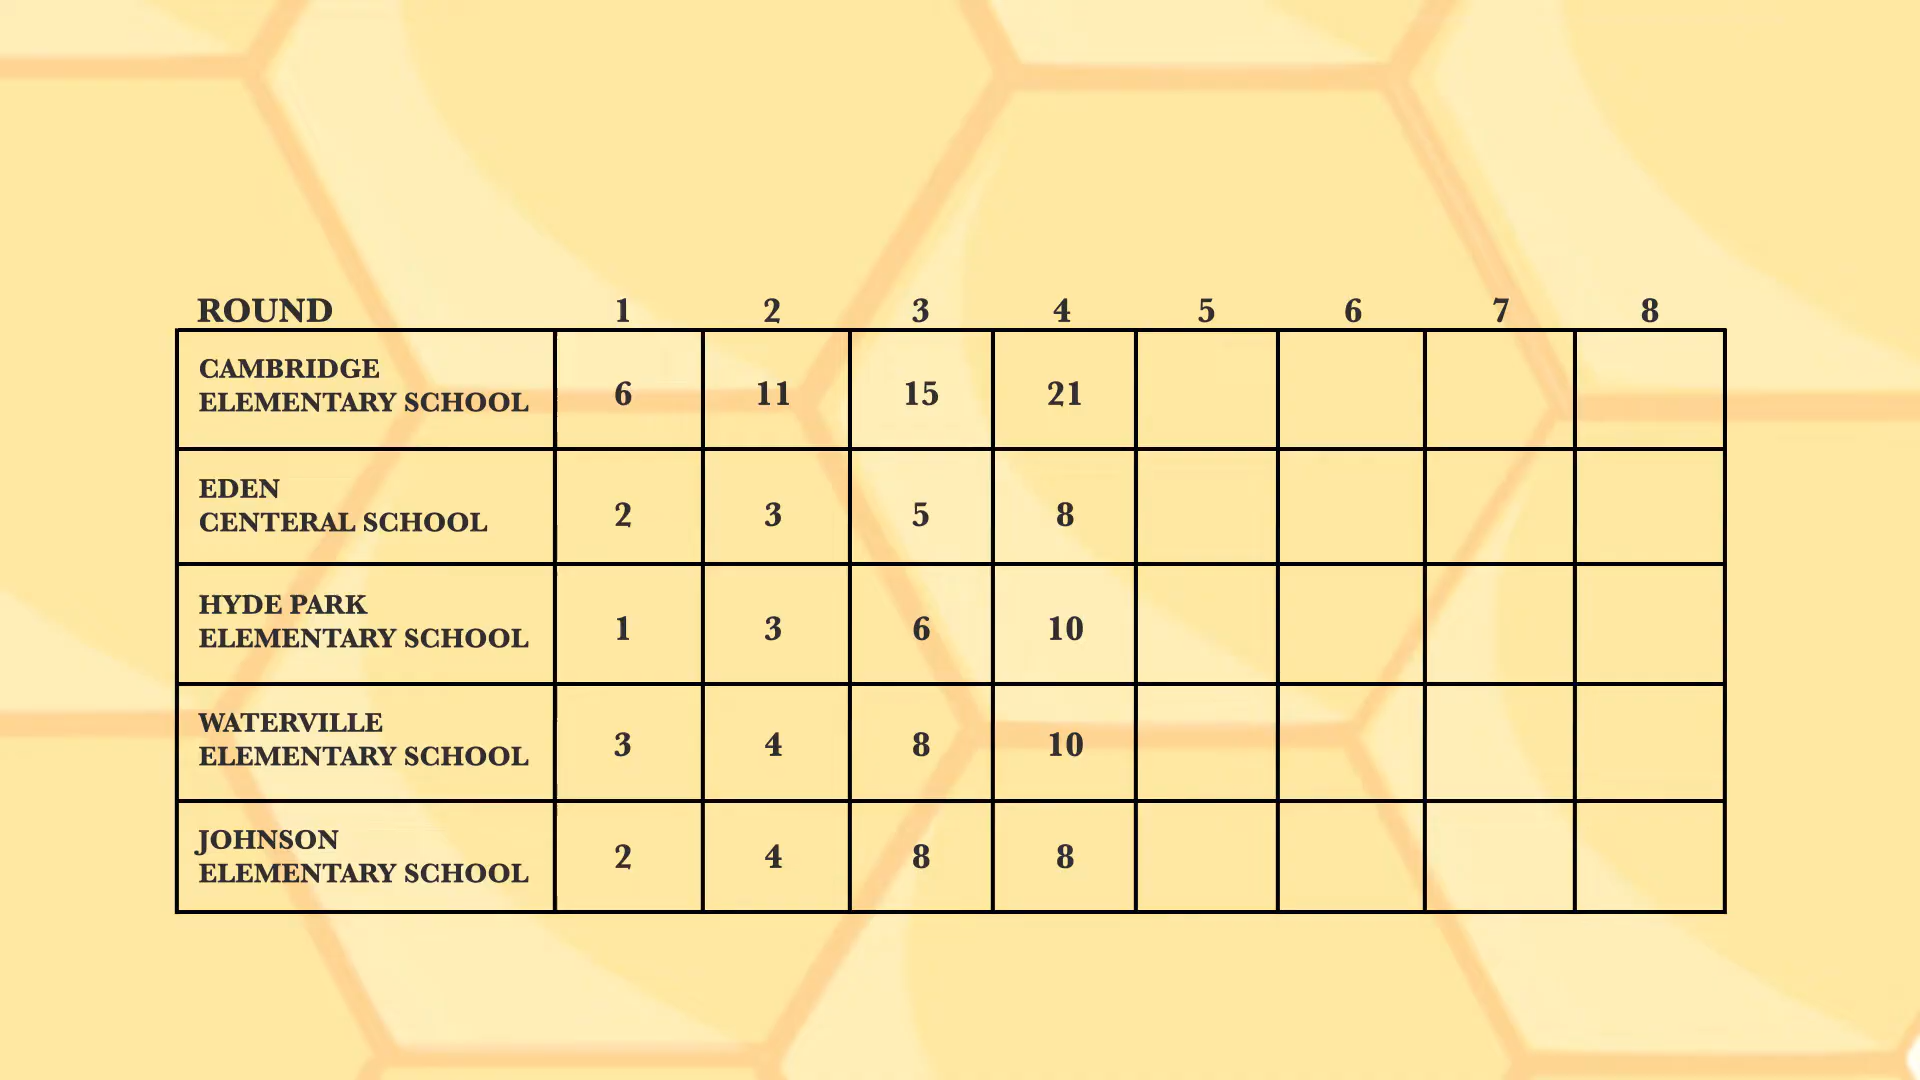 ROUND 1 2 3 4 5 6 7 8
CAMBRIDGE
ELEMENTARY SCHOOL 6 11 15 21
EDEN
CENTERAL SCHOOL 2 3 5 8
HYDE PARK
ELEMENTARY SCHOOL 1 3 6 10
WATERVILLE
ELEMENTARY SCHOOL 3 4 8 10
JOHNSON
ELEMENTARY SCHOOL 2 4 8 8